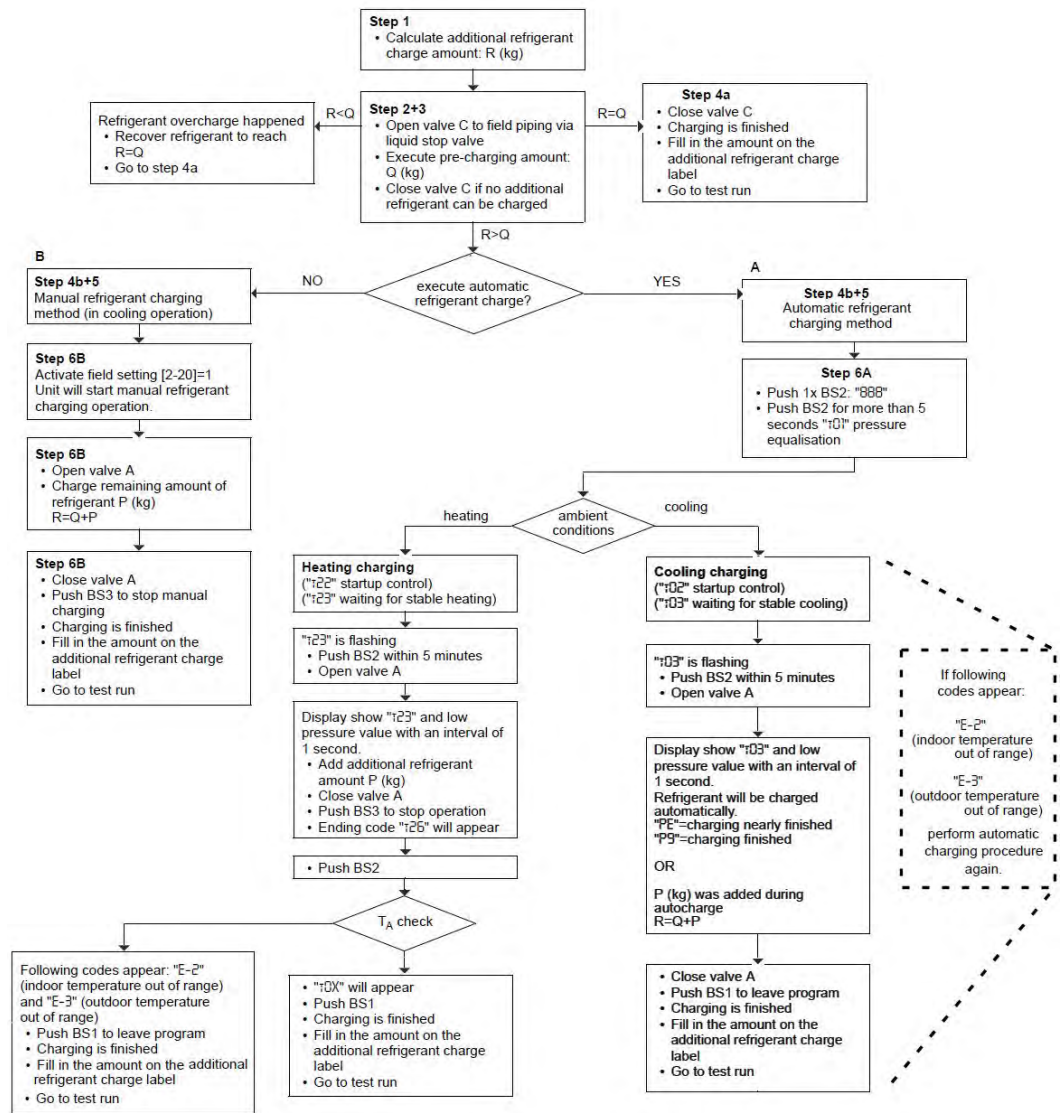 Step 1
• Calculate additional refrigerant
charge amount: R (kg)
R<Q
Refrigerant overcharge happened
• Recover refrigerant to reach
R=Q
• Go to step 4a
Step 2+3
• Open valve C to field piping via
liquid stop valve
• Execute pre-charging amount:
Q (kg)
• Close valve C if no additional
refrigerant can be charged
R=Q
Step 4a
• Close valve C
• Charging is finished
• Fill in the amount on the
additional refrigerant charge
label
• Go to test run
R>Q
execute automatic
refrigerant charge?
NO
YES
B
Step 4b+5
Manual refrigerant charging
method (in cooling operation)
Step 6B
Activate field setting [2-20]=1
Unit will start manual refrigerant
charging operation.
Step 6B
• Open valve A
• Charge remaining amount of
refrigerant P (kg)
R=Q+P
Step 6B
• Close valve A
• Push BS3 to stop manual
charging
• Charging is finished
• Fill in the amount on the
additional refrigerant charge
label
• Go to test run
A
Step 4b+5
Automatic refrigerant
charging method
Step 6A
• Push 1x BS2: "888"
• Push BS2 for more than 5
seconds "t01" pressure
equalisation
ambient
conditions
heating
cooling
Heating charging
("t22" startup control)
("t23" waiting for stable heating)
"t23" is flashing
• Push BS2 within 5 minutes
• Open valve A
Display show "t23" and low
pressure value with an interval of
1 second.
• Add additional refrigerant
amount P (kg)
• Close valve A
• Push BS3 to stop operation
• Ending code "t26" will appear
• Push BS2
TA check
Following codes appear: "E-2"
(indoor temperature out of range)
and "E-3" (outdoor temperature
out of range)
• Push BS1 to leave program
• Charging is finished
• Fill in the amount on the additional
refrigerant charge label
• Go to test run
• "t0X" will appear
• Push BS1
• Charging is finished
• Fill in the amount on the
additional refrigerant charge
label
• Go to test run
Cooling charging
("t02" startup control)
("t03" waiting for stable cooling)
"t03" is flashing
• Push BS2 within 5 minutes
• Open valve A
Display show "t03" and low
pressure value with an interval of
1 second.
Refrigerant will be charged
automatically.
"PE"=charging nearly finished
"P9"=charging finished
OR
P (kg) was added during
autocharge
R=Q+P
• Close valve A
• Push BS1 to leave program
• Charging is finished
• Fill in the amount on the
additional refrigerant charge
label
• Go to test run
If following
codes appear:
"E-2"
(indoor temperature
out of range)
"E-3"
(outdoor temperature
out of range)
perform automatic
charging procedure
again.